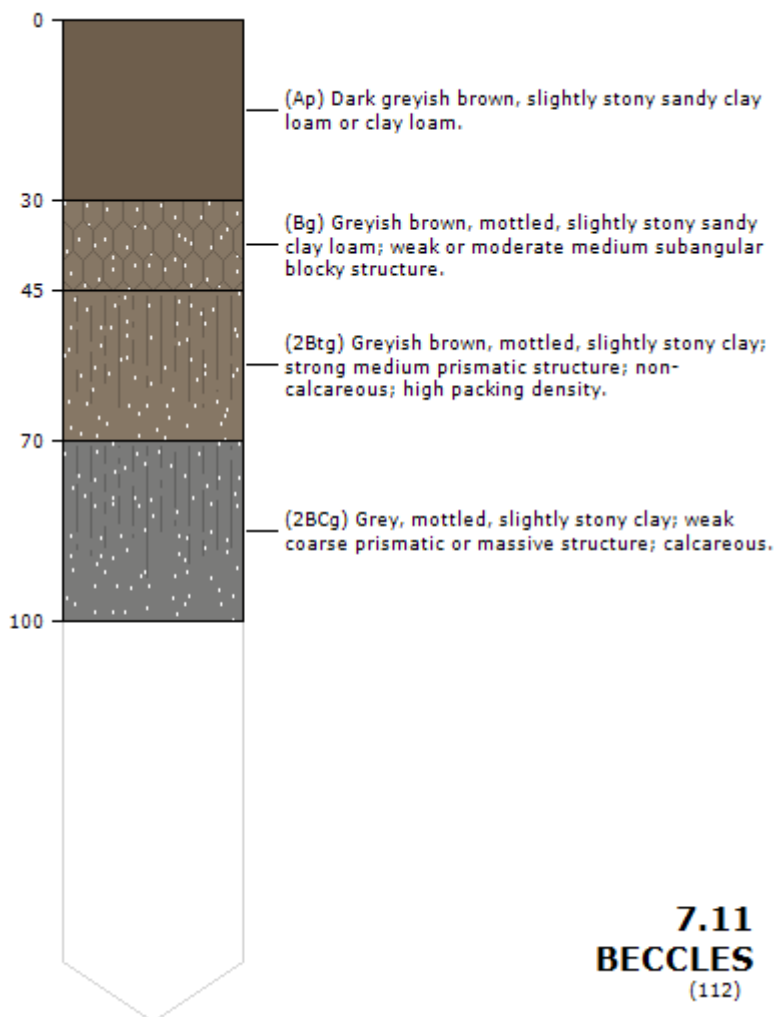 0
(Ap) Dark greyish brown, slightly stony sandy clay
loam or clay loam.
30
(Bg) Greyish brown, mottled, slightly stony sandy
clay loam; weak or moderate medium subangular
blocky structure.
45
(2Btg) Greyish brown, mottled, slightly stony clay;
strong medium prismatic structure; non-
calcareous; high packing density.
70
(2BCg) Grey, mottled, slightly stony clay; weak
coarse prismatic or massive structure; calcareous.
100
7.11
BECCLES
(112)